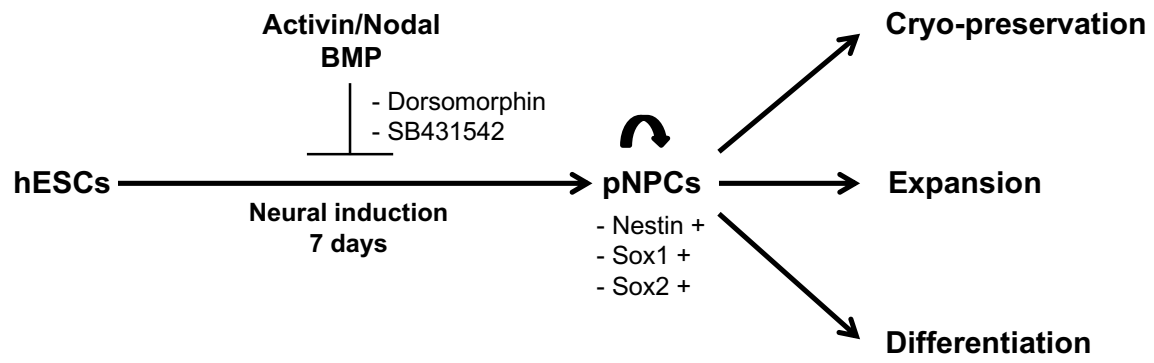 Activin/Nodal
BMP
- Dorsomorphin
- SB431542
hESCs
Neural induction
7 days
pNPCs
- Nestin +
- Sox1 +
- Sox2 +
Cryo-preservation
Expansion
Differentiation